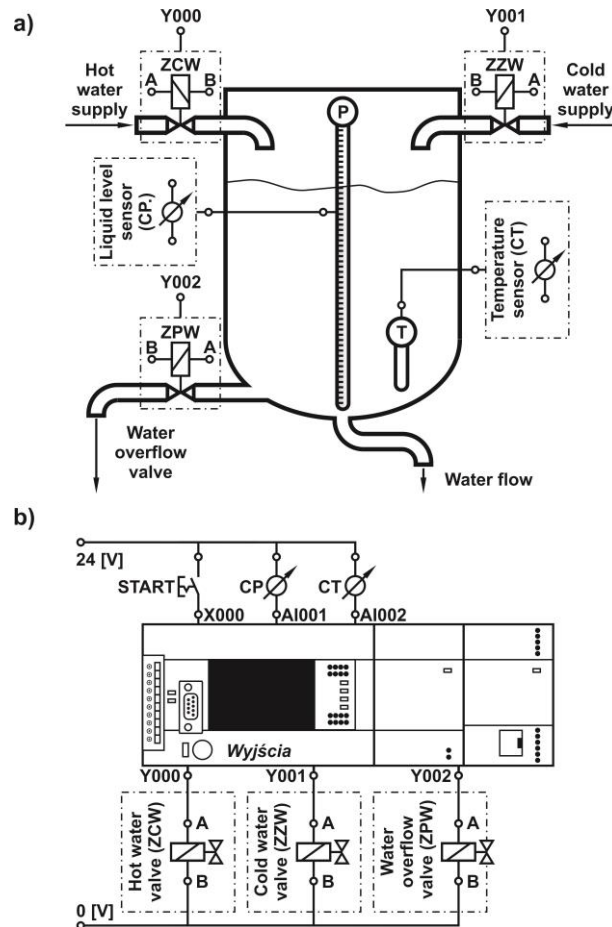 a)
Y000
Y001
ZCW
A
B
ZZW
B
A
Hot
water
supply
Cold
water
supply
P
Liquid level
sensor
(CP.)
Temperature
sensor (CT)
Y002
ZPW
B
A
T
Water
overflow
valve
Water flow
b)
24 [V]
START
CP
CT
X000
AI001
AI002
Wyjścia
Y000
Y001
Y002
Hot water
valve (ZCW)
A
B
Cold water
valve (ZZW)
A
B
Water
overflow
valve (ZPW)
A
B
0 [V]